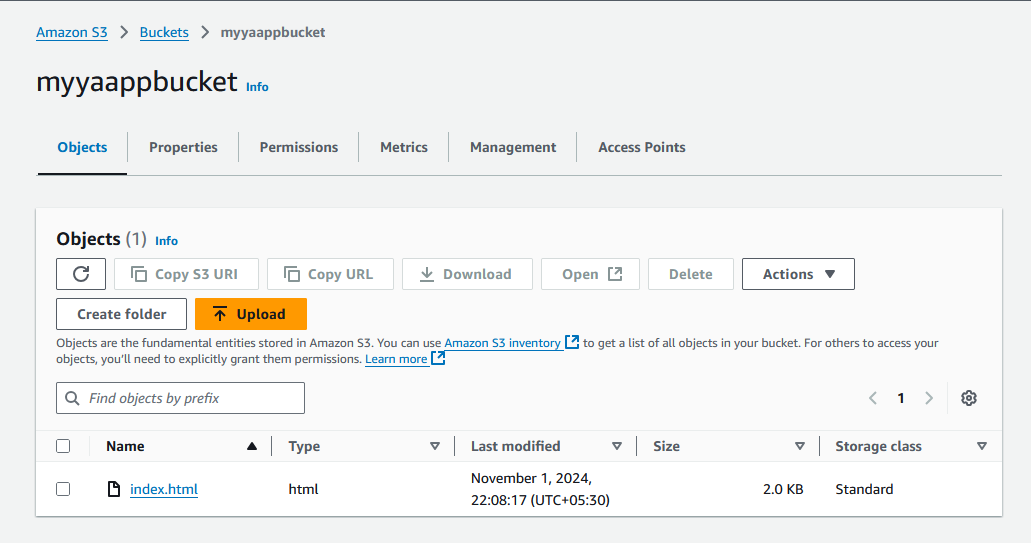 Amazon S3 > Buckets > myyaappbucket
myyaappbucket Info
Objects Properties Permissions Metrics Management Access Points
Objects (1) Info
Copy S3 URI Copy URL Download Open Delete Actions
Create folder Upload
Objects are the fundamental entities stored in Amazon S3. You can use Amazon S3 inventory to get a list of all objects in your bucket. For others to access your
objects, you'll need to explicitly grant them permissions. Learn more
Find objects by prefix 1
Name Type Last modified Size Storage class
index.html html November 1, 2024, 2.0 KB Standard
22:08:17 (UTC+05:30)